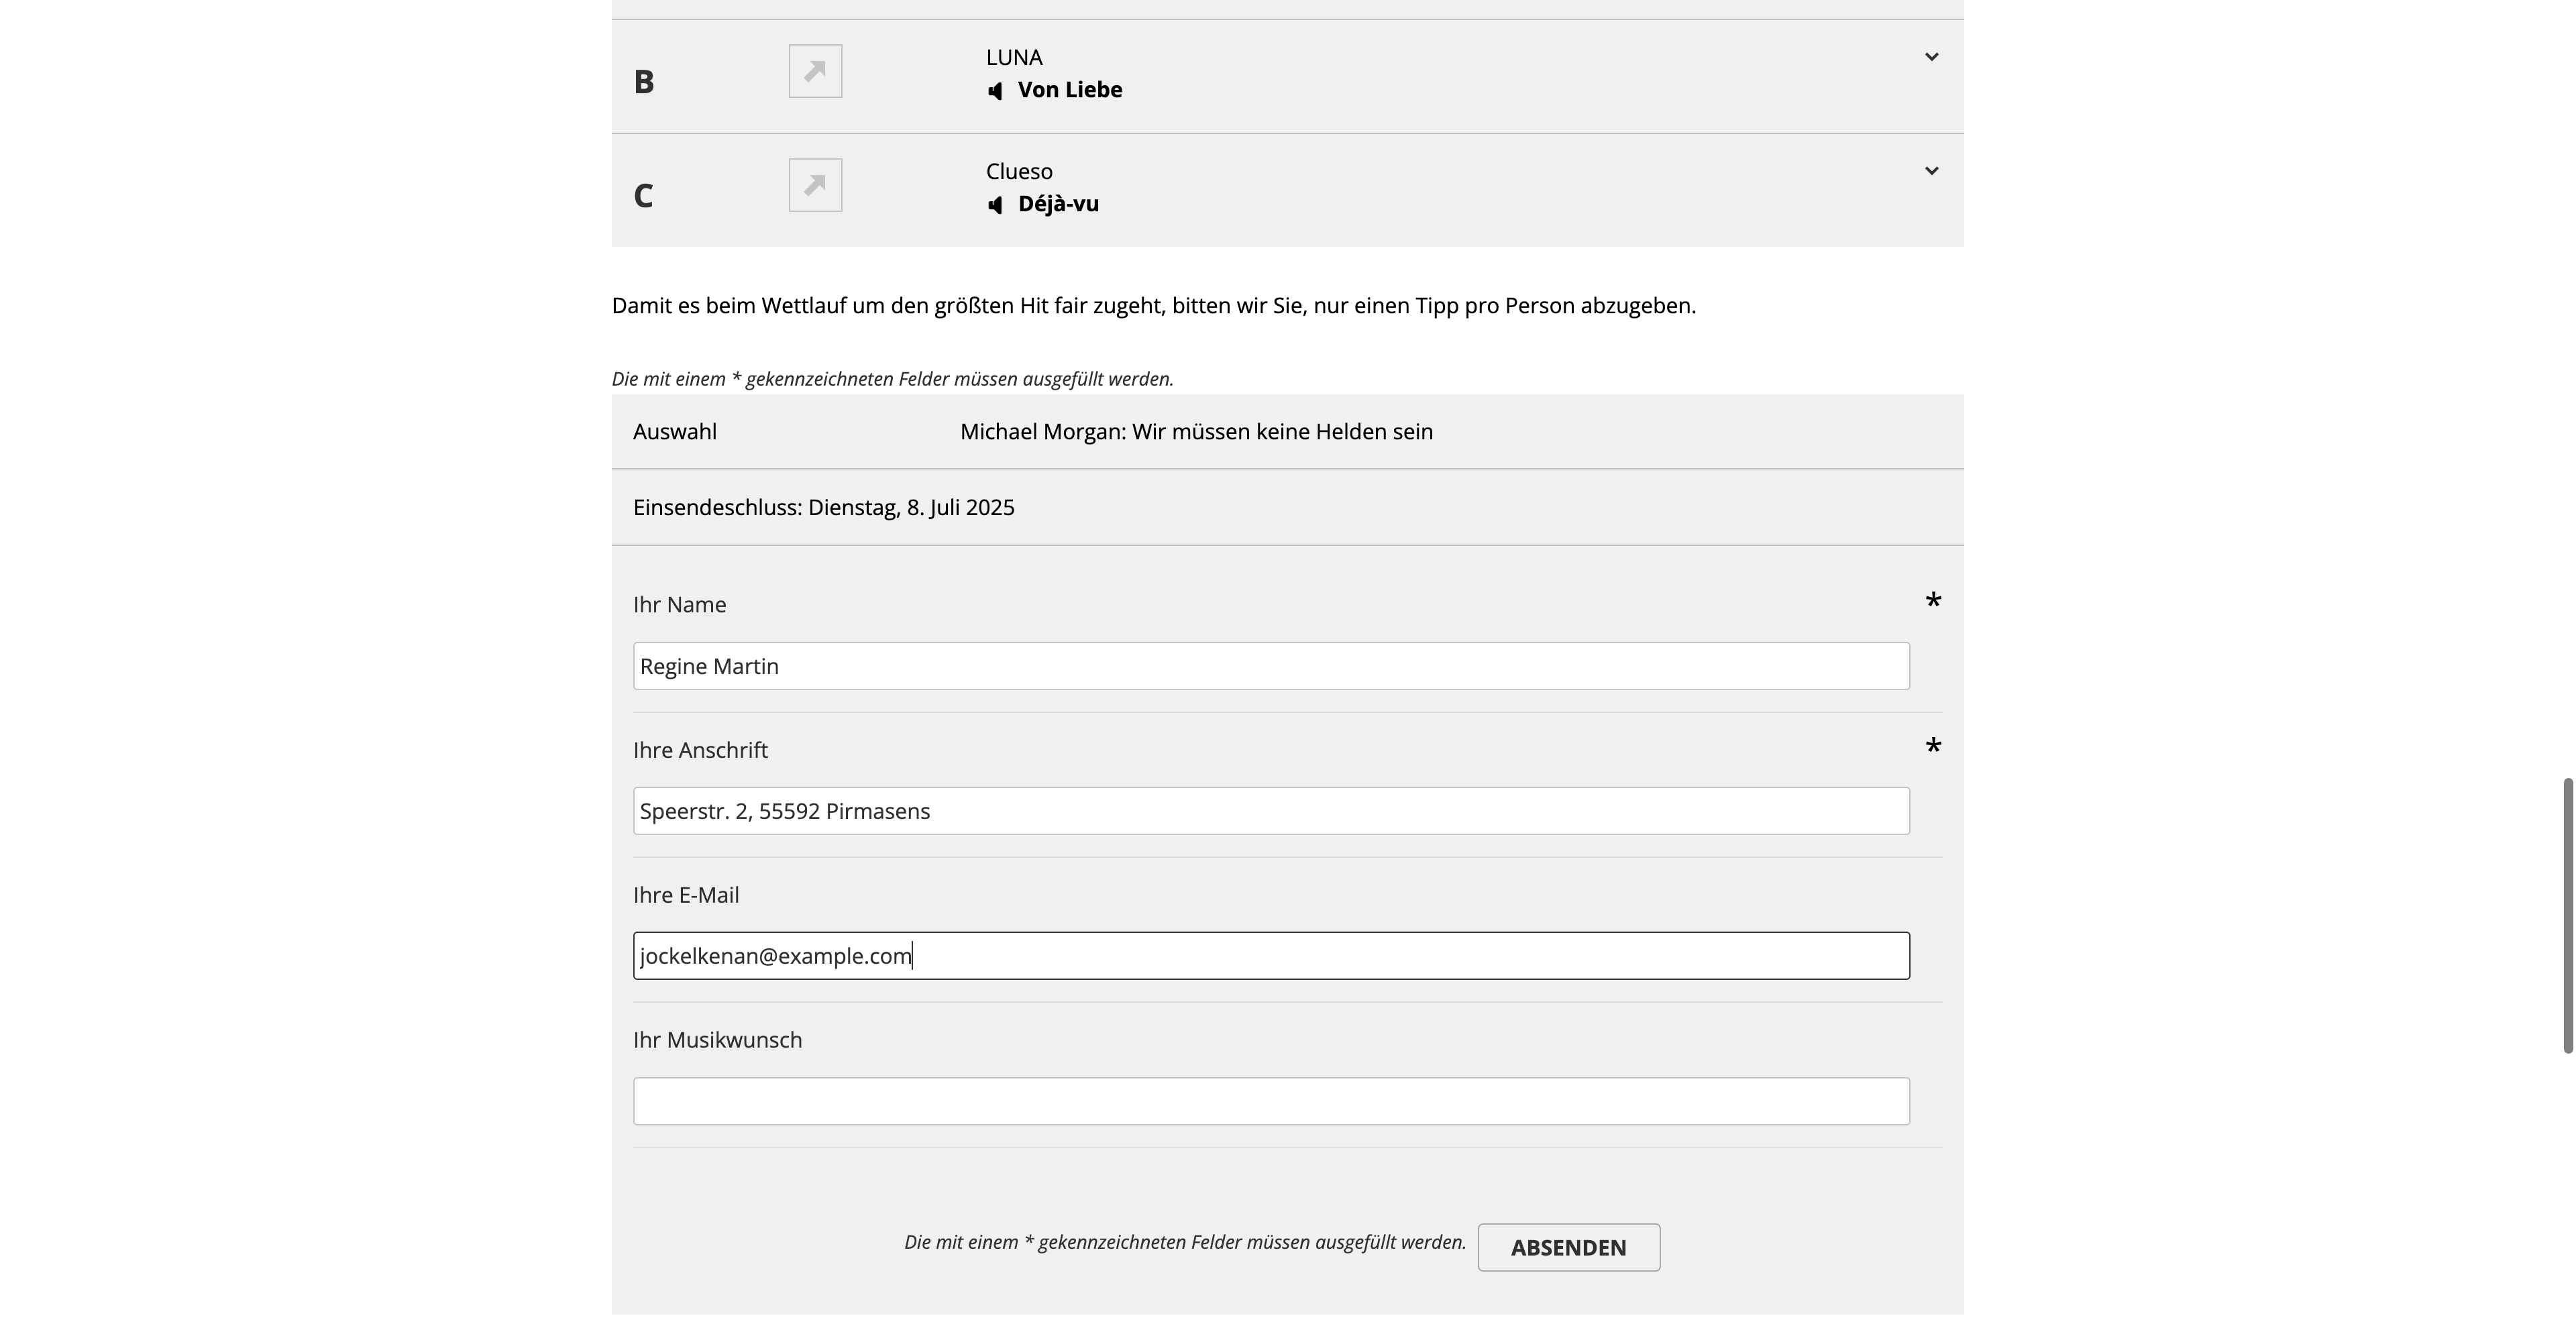 B
LUNA
Von Liebe
C
Clueso
Déjà-vu
Damit es beim Wettlauf um den größten Hit fair zugeht, bitten wir Sie, nur einen Tipp pro Person abzugeben.
Die mit einem * gekennzeichneten Felder müssen ausgefüllt werden.
Auswahl Michael Morgan: Wir müssen keine Helden sein
Einsendeschluss: Dienstag, 8. Juli 2025
Ihr Name *
Regine Martin
Ihre Anschrift *
Speerstr. 2, 55592 Pirmasens
Ihre E-Mail
jockelkenan@example.com
Ihr Musikwunsch
Die mit einem * gekennzeichneten Felder müssen ausgefüllt werden. ABSENDEN